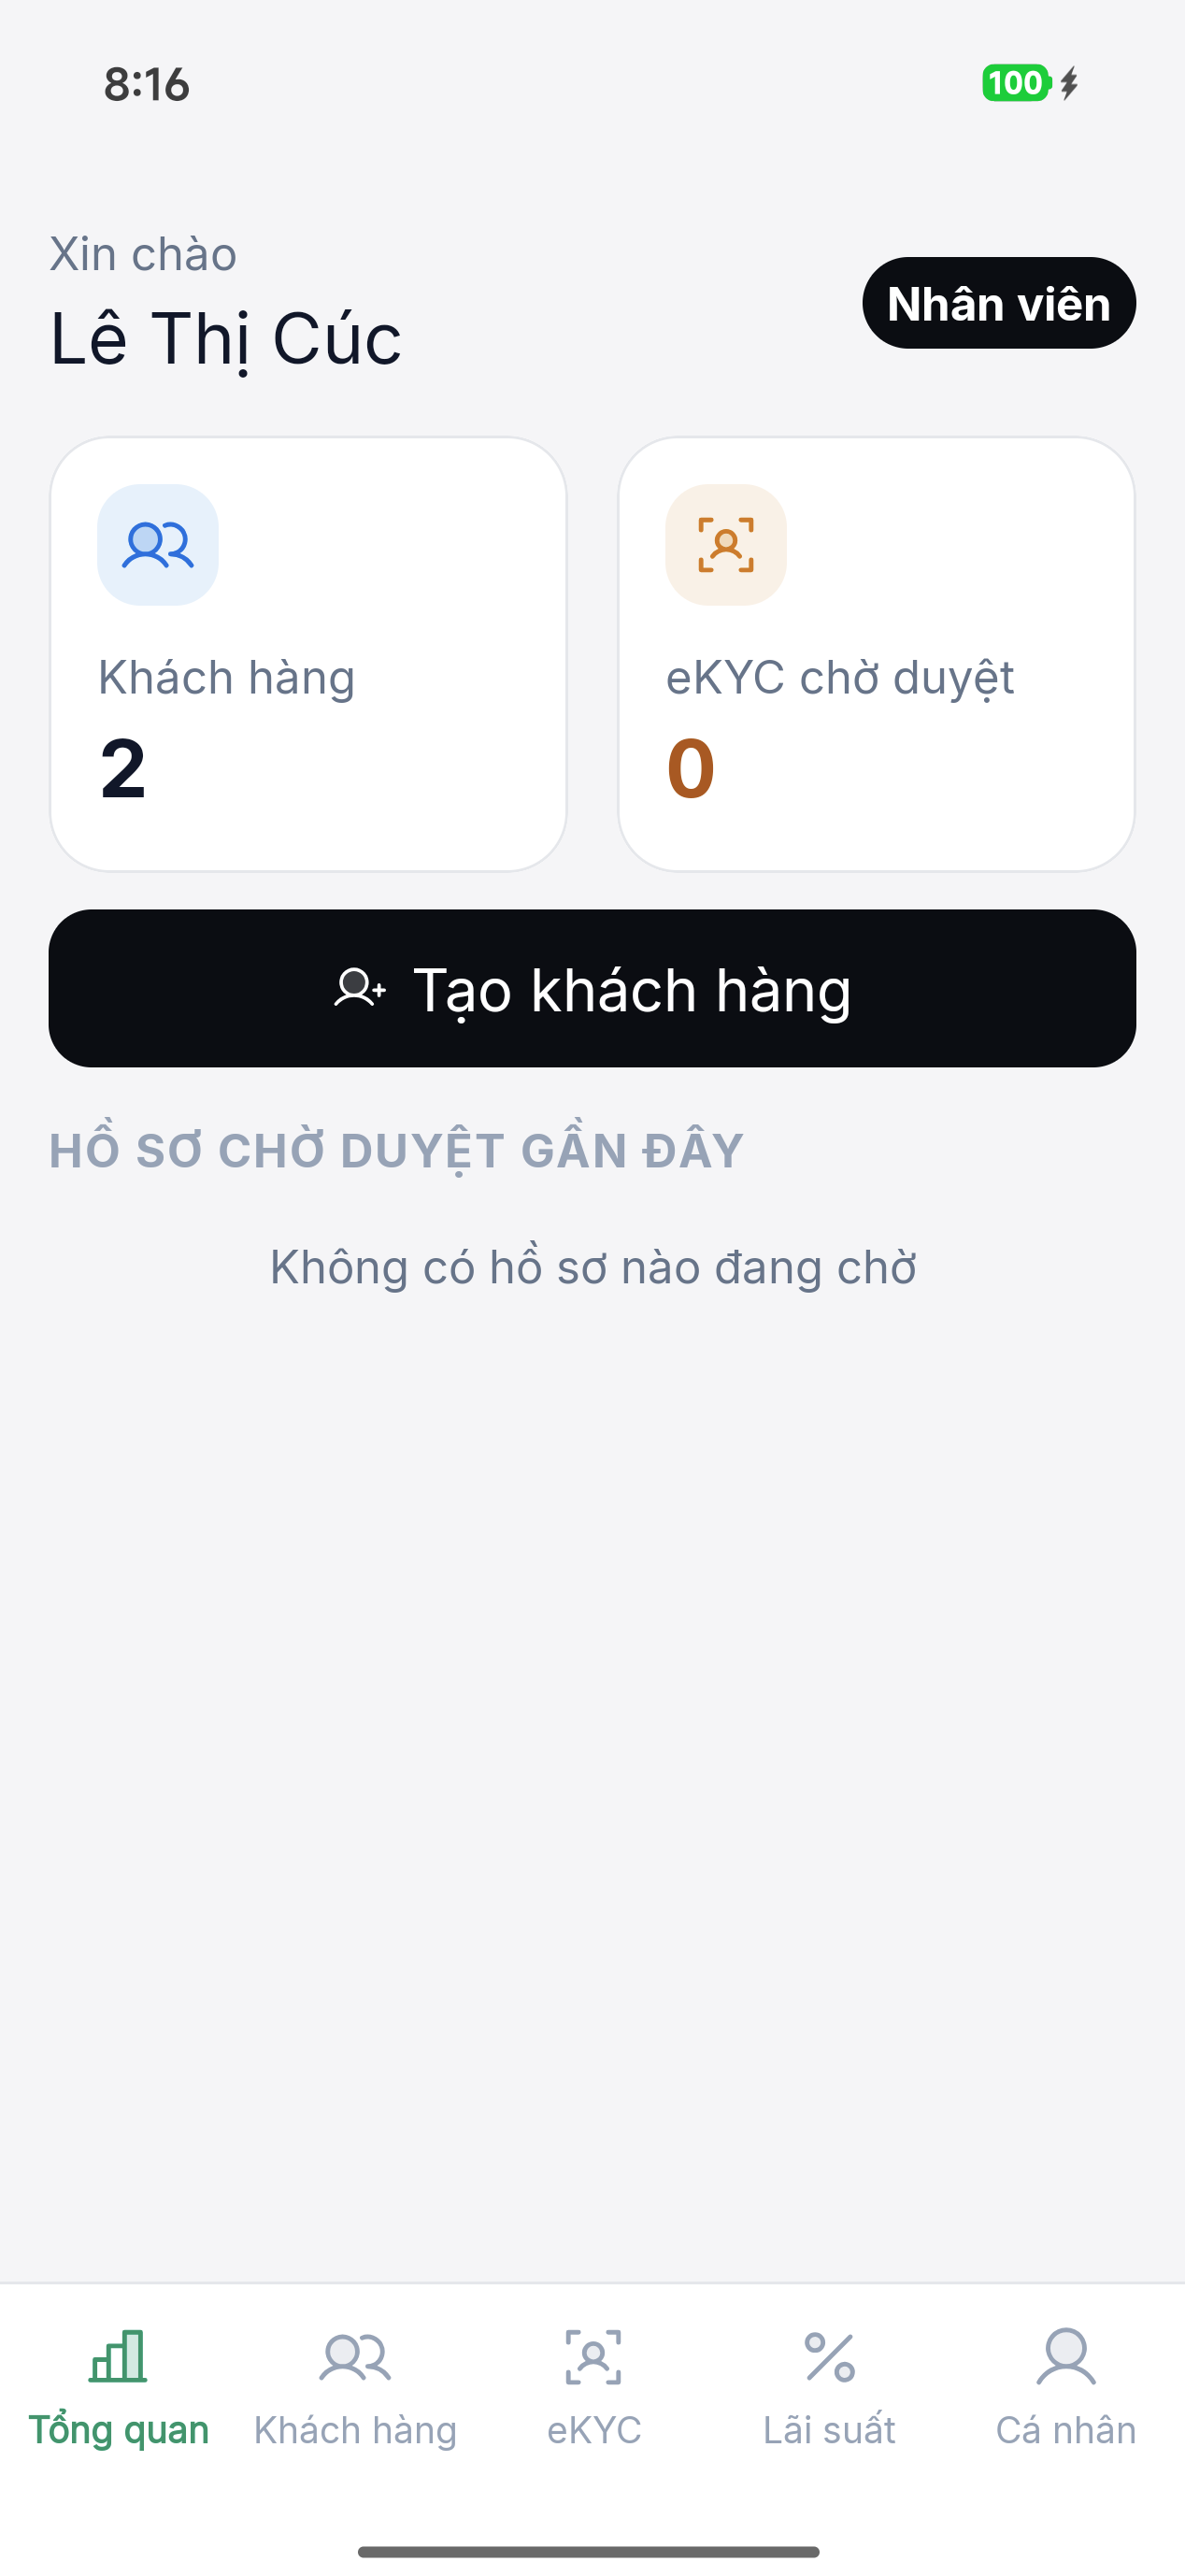 8:16
100
Xin chào
Lê Thị Cúc
Nhân viên
Khách hàng
2
eKYC chờ duyệt
0
Tạo khách hàng
HỒ SƠ CHỜ DUYỆT GẦN ĐÂY
Không có hồ sơ nào đang chờ
Tổng quan
Khách hàng
eKYC
Lãi suất
Cá nhân